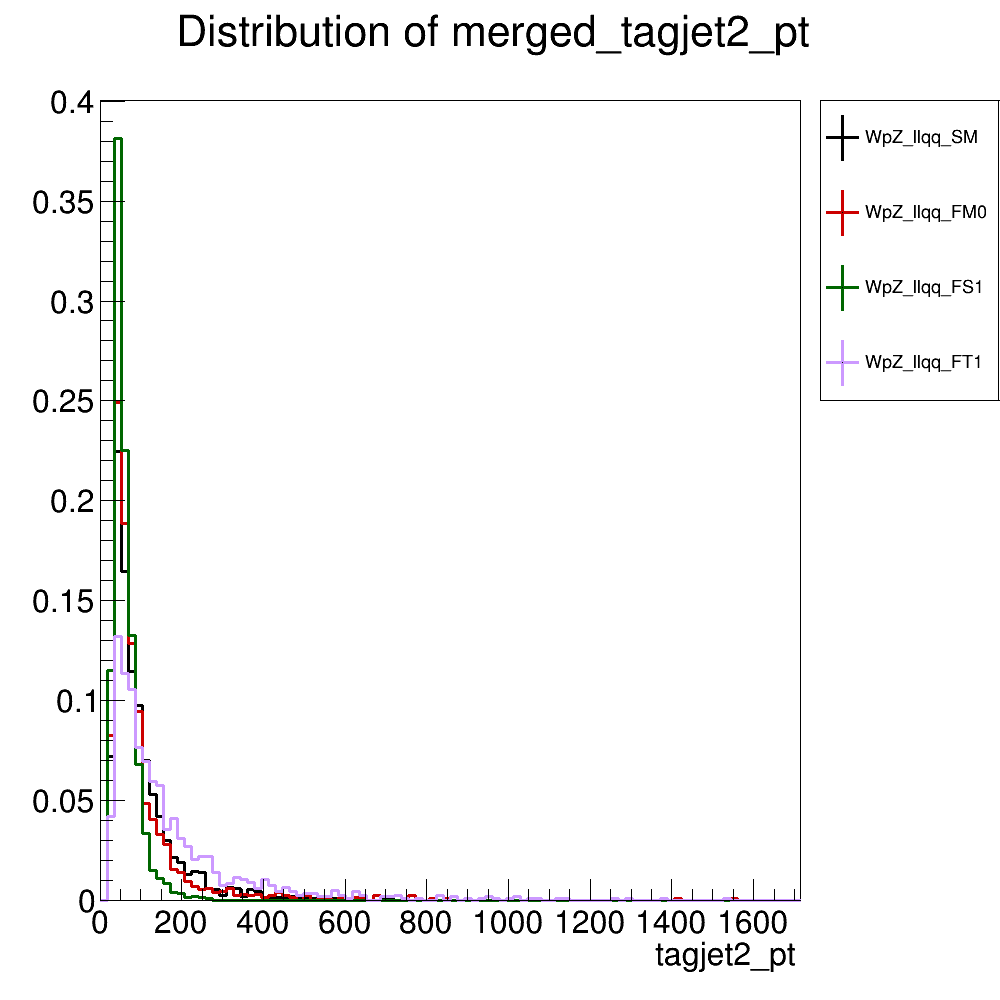 Distribution of merged_tagjet2_pt
0.4
0.35
0.3
0.25
0.2
0.15
0.1
0.05
0
0 200 400 600 800 1000 1200 1400 1600
tagjet2_pt
WpZ_llqq_SM
WpZ_llqq_FM0
WpZ_llqq_FS1
WpZ_llqq_FT1